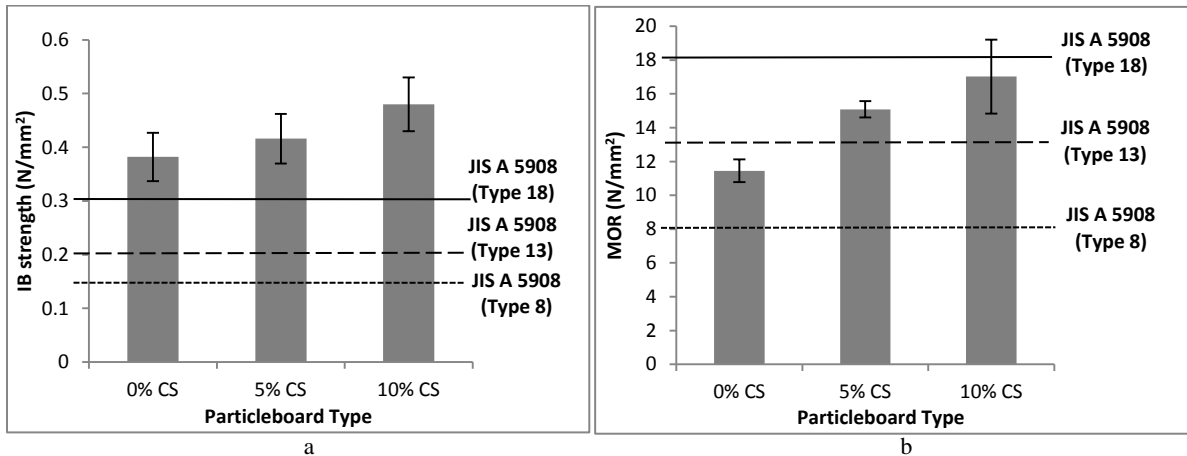 0.6
0.5
0.4
0.3
0.2
0.1
0
IB strength (N/mm²)
JIS A 5908
(Type 18)
JIS A 5908
(Type 13)
JIS A 5908
(Type 8)
0% CS
5% CS
10% CS
Particleboard Type
a
20
18
16
14
12
10
8
6
4
2
0
MOR (N/mm²)
JIS A 5908
(Type 18)
JIS A 5908
(Type 13)
JIS A 5908
(Type 8)
0% CS
5% CS
10% CS
Particleboard Type
b